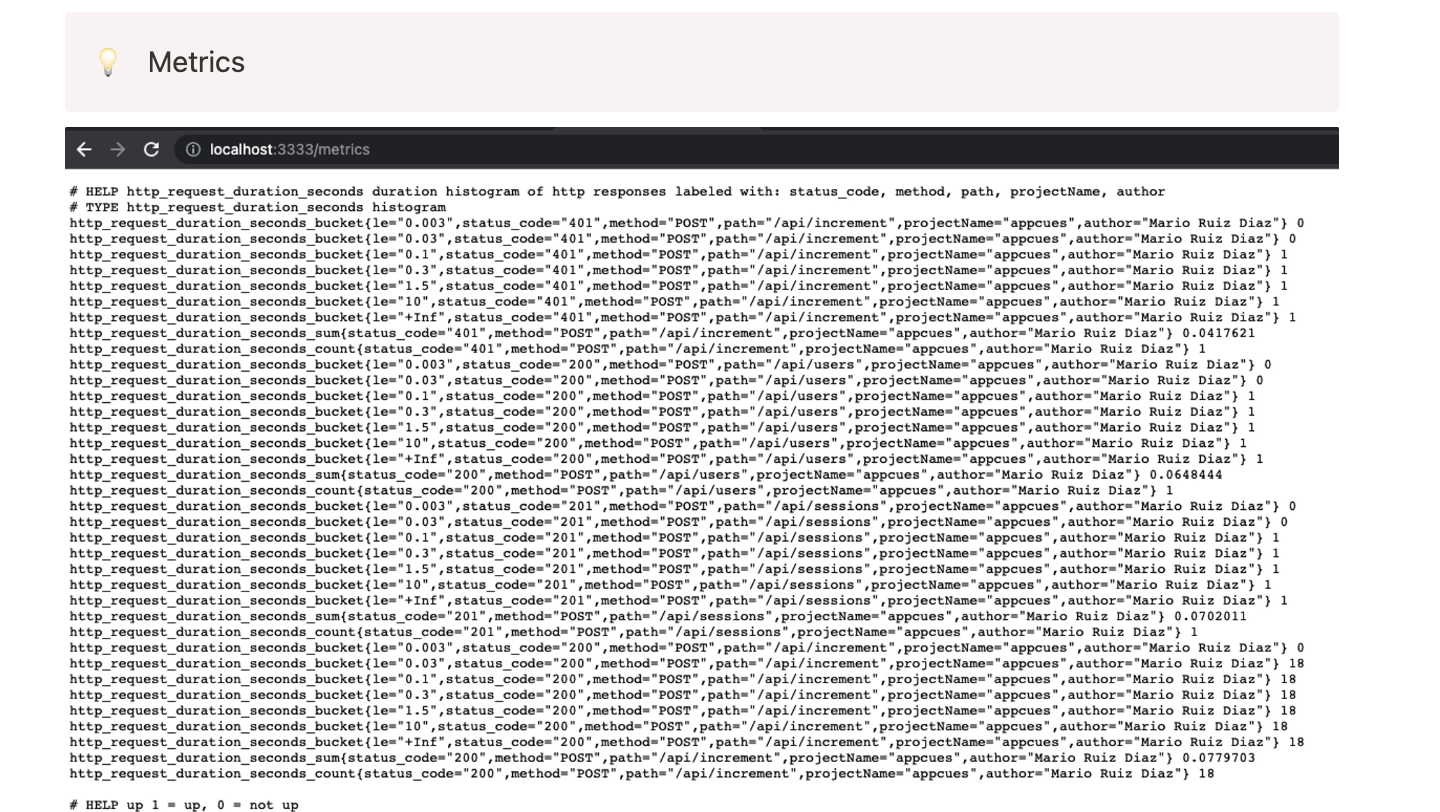 Metrics
localhost:3333/metrics
# HELP http_request_duration_seconds duration histogram of http responses labeled with: status_code, method, path, projectName, author
# TYPE http_request_duration_seconds histogram
http_request_duration_seconds_bucket{le="0.003",status_code="401",method="POST",path="/api/increment",projectName="appcues",author="Mario Ruiz Diaz"} 0
http_request_duration_seconds_bucket{le="0.03",status_code="401",method="POST",path="/api/increment",projectName="appcues",author="Mario Ruiz Diaz"} 0
http_request_duration_seconds_bucket{le="0.1",status_code="401",method="POST",path="/api/increment",projectName="appcues",author="Mario Ruiz Diaz"} 1
http_request_duration_seconds_bucket{le="0.3",status_code="401",method="POST",path="/api/increment",projectName="appcues",author="Mario Ruiz Diaz"} 1
http_request_duration_seconds_bucket{le="1.5",status_code="401",method="POST",path="/api/increment",projectName="appcues",author="Mario Ruiz Diaz"} 1
http_request_duration_seconds_bucket{le="10",status_code="401",method="POST",path="/api/increment",projectName="appcues",author="Mario Ruiz Diaz"} 1
http_request_duration_seconds_bucket{le="+Inf",status_code="401",method="POST",path="/api/increment",projectName="appcues",author="Mario Ruiz Diaz"} 1
http_request_duration_seconds_sum{status_code="401",method="POST",path="/api/increment",projectName="appcues",author="Mario Ruiz Diaz"} 0.0417621
http_request_duration_seconds_count{status_code="401",method="POST",path="/api/increment",projectName="appcues",author="Mario Ruiz Diaz"} 1
http_request_duration_seconds_bucket{le="0.003",status_code="200",method="POST",path="/api/users",projectName="appcues",author="Mario Ruiz Diaz"} 0
http_request_duration_seconds_bucket{le="0.03",status_code="200",method="POST",path="/api/users",projectName="appcues",author="Mario Ruiz Diaz"} 0
http_request_duration_seconds_bucket{le="0.1",status_code="200",method="POST",path="/api/users",projectName="appcues",author="Mario Ruiz Diaz"} 1
http_request_duration_seconds_bucket{le="0.3",status_code="200",method="POST",path="/api/users",projectName="appcues",author="Mario Ruiz Diaz"} 1
http_request_duration_seconds_bucket{le="1.5",status_code="200",method="POST",path="/api/users",projectName="appcues",author="Mario Ruiz Diaz"} 1
http_request_duration_seconds_bucket{le="10",status_code="200",method="POST",path="/api/users",projectName="appcues",author="Mario Ruiz Diaz"} 1
http_request_duration_seconds_bucket{le="+Inf",status_code="200",method="POST",path="/api/users",projectName="appcues",author="Mario Ruiz Diaz"} 1
http_request_duration_seconds_sum{status_code="200",method="POST",path="/api/users",projectName="appcues",author="Mario Ruiz Diaz"} 0.0648444
http_request_duration_seconds_count{status_code="200",method="POST",path="/api/users",projectName="appcues",author="Mario Ruiz Diaz"} 1
http_request_duration_seconds_bucket{le="0.003",status_code="201",method="POST",path="/api/sessions",projectName="appcues",author="Mario Ruiz Diaz"} 0
http_request_duration_seconds_bucket{le="0.03",status_code="201",method="POST",path="/api/sessions",projectName="appcues",author="Mario Ruiz Diaz"} 0
http_request_duration_seconds_bucket{le="0.1",status_code="201",method="POST",path="/api/sessions",projectName="appcues",author="Mario Ruiz Diaz"} 1
http_request_duration_seconds_bucket{le="0.3",status_code="201",method="POST",path="/api/sessions",projectName="appcues",author="Mario Ruiz Diaz"} 1
http_request_duration_seconds_bucket{le="1.5",status_code="201",method="POST",path="/api/sessions",projectName="appcues",author="Mario Ruiz Diaz"} 1
http_request_duration_seconds_bucket{le="10",status_code="201",method="POST",path="/api/sessions",projectName="appcues",author="Mario Ruiz Diaz"} 1
http_request_duration_seconds_bucket{le="+Inf",status_code="201",method="POST",path="/api/sessions",projectName="appcues",author="Mario Ruiz Diaz"} 1
http_request_duration_seconds_sum{status_code="201",method="POST",path="/api/sessions",projectName="appcues",author="Mario Ruiz Diaz"} 0.0702011
http_request_duration_seconds_count{status_code="201",method="POST",path="/api/sessions",projectName="appcues",author="Mario Ruiz Diaz"} 1
http_request_duration_seconds_bucket{le="0.003",status_code="200",method="POST",path="/api/increment",projectName="appcues",author="Mario Ruiz Diaz"} 0
http_request_duration_seconds_bucket{le="0.03",status_code="200",method="POST",path="/api/increment",projectName="appcues",author="Mario Ruiz Diaz"} 18
http_request_duration_seconds_bucket{le="0.1",status_code="200",method="POST",path="/api/increment",projectName="appcues",author="Mario Ruiz Diaz"} 18
http_request_duration_seconds_bucket{le="0.3",status_code="200",method="POST",path="/api/increment",projectName="appcues",author="Mario Ruiz Diaz"} 18
http_request_duration_seconds_bucket{le="1.5",status_code="200",method="POST",path="/api/increment",projectName="appcues",author="Mario Ruiz Diaz"} 18
http_request_duration_seconds_bucket{le="10",status_code="200",method="POST",path="/api/increment",projectName="appcues",author="Mario Ruiz Diaz"} 18
http_request_duration_seconds_bucket{le="+Inf",status_code="200",method="POST",path="/api/increment",projectName="appcues",author="Mario Ruiz Diaz"} 18
http_request_duration_seconds_sum{status_code="200",method="POST",path="/api/increment",projectName="appcues",author="Mario Ruiz Diaz"} 0.0779703
http_request_duration_seconds_count{status_code="200",method="POST",path="/api/increment",projectName="appcues",author="Mario Ruiz Diaz"} 18
# HELP up 1 = up, 0 = not up